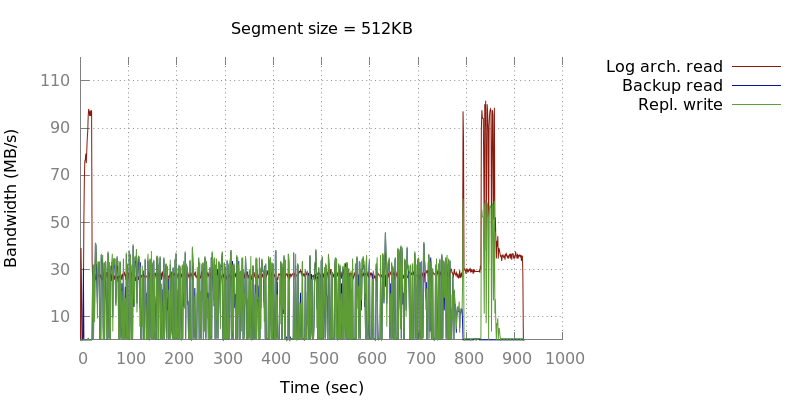 Segment size = 512KB
Log arch. read
Backup read
Repl. write
Bandwidth (MB/s)
110
90
70
50
30
10
0 100 200 300 400 500 600 700 800 900 1000
Time (sec)